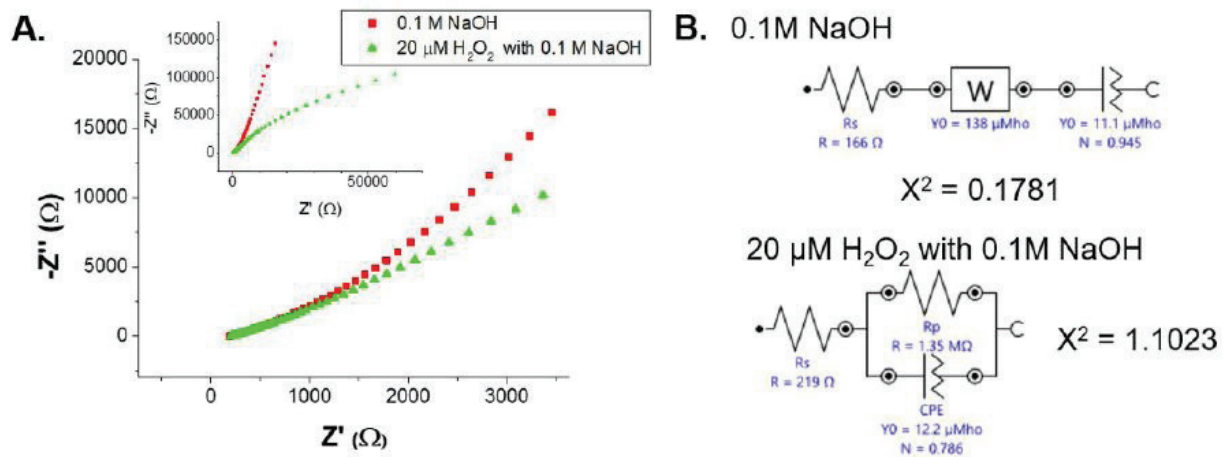 A.
0.1 M NaOH
20 μM H₂O₂ with 0.1 M NaOH
20000
15000
10000
5000
0
-Z'' (Ω)
0
1000
2000
3000
Z' (Ω)
150000
100000
50000
0
-Z'' (Ω)
0
50000
Z' (Ω)
B. 0.1M NaOH
Rs
R = 166 Ω
W
Y0 = 138 μMho
Y0 = 11.1 μMho
N = 0.945
X² = 0.1781
20 μM H₂O₂ with 0.1M NaOH
Rp
R = 1.35 MΩ
Rs
R = 219 Ω
CPE
Y0 = 12.2 μMho
N = 0.786
X² = 1.1023